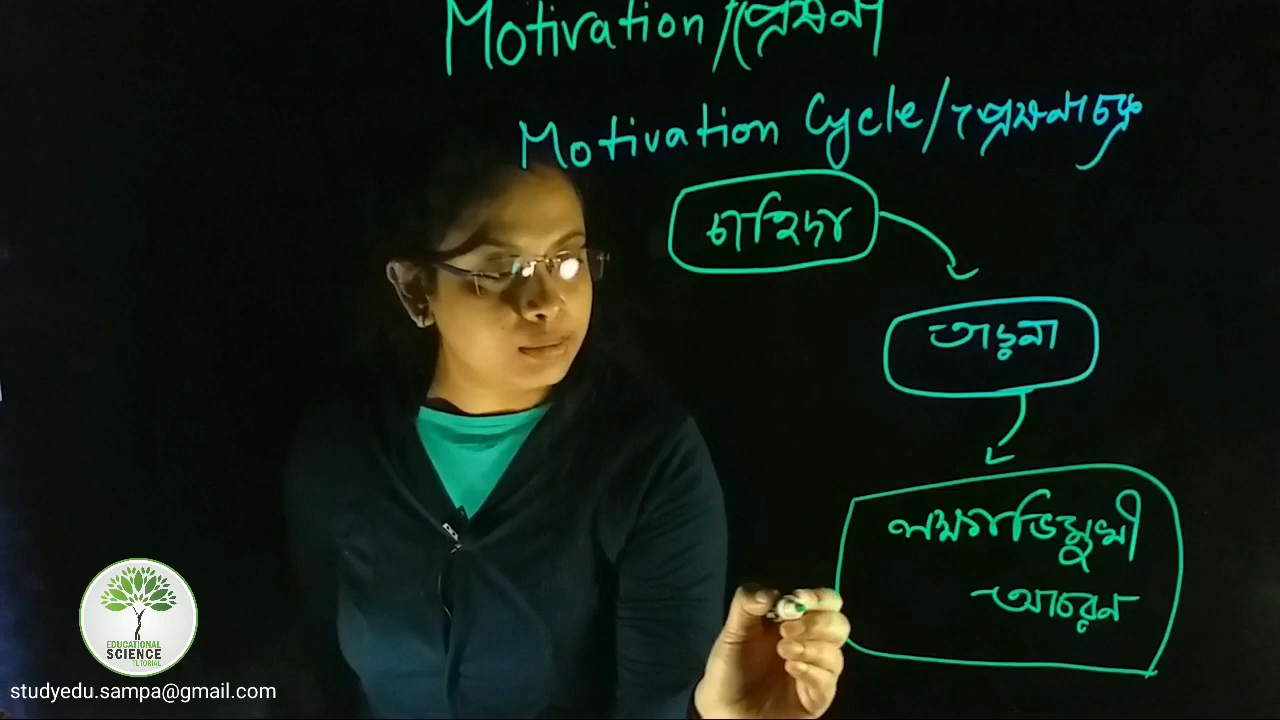 Motivation/প্রেষণা
Motivation Cycle/প্রেষণা চক্র
চাহিদা
তাড়না
লক্ষ্যাভিমুখী
আচরণ
EDUCATIONAL
SCIENCE
TUTORIAL
studyedu.sampa@gmail.com